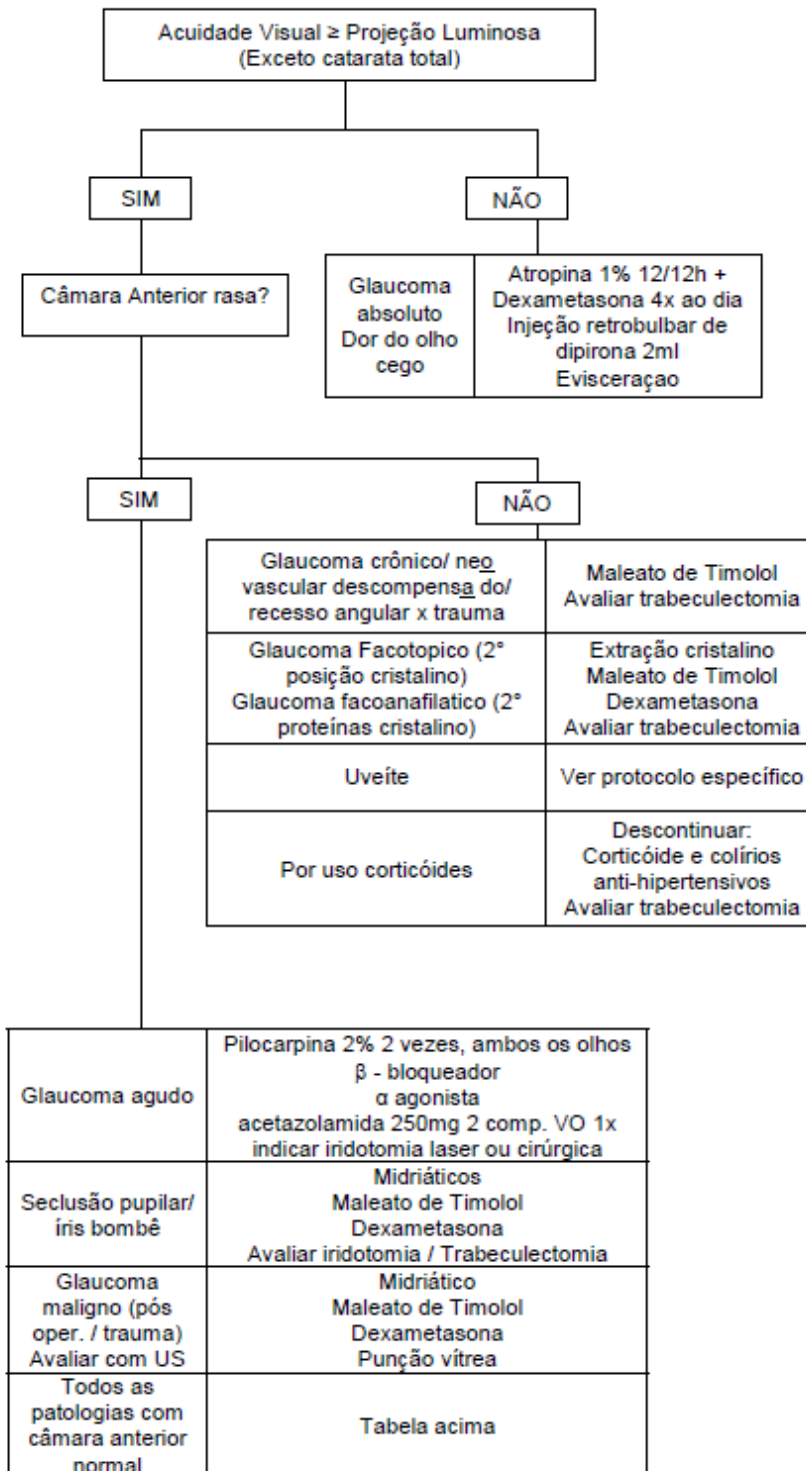 Acuidade Visual ≥ Projeção Luminosa
(Exceto catarata total)
SIM
NÃO
Câmara Anterior rasa?
Glaucoma
absoluto
Dor do olho
cego
Atropina 1% 12/12h +
Dexametasona 4x ao dia
Injeção retrobulbar de
dipirona 2ml
Evisceraçao
SIM
NÃO
Glaucoma crônico/ neo
vascular descompensa do/
recesso angular x trauma
Maleato de Timolol
Avaliar trabeculectomia
Glaucoma Facotopico (2°
posição cristalino)
Glaucoma facoanafilatico (2°
proteínas cristalino)
Extração cristalino
Maleato de Timolol
Dexametasona
Avaliar trabeculectomia
Uveíte
Ver protocolo específico
Por uso corticóides
Descontinuar:
Corticóide e colírios
anti-hipertensivos
Avaliar trabeculectomia
Glaucoma agudo
Pilocarpina 2% 2 vezes, ambos os olhos
β - bloqueador
α agonista
acetazolamida 250mg 2 comp. VO 1x
indicar iridotomia laser ou cirúrgica
Seclusão pupilar/
íris bombê
Midriáticos
Maleato de Timolol
Dexametasona
Avaliar iridotomia / Trabeculectomia
Glaucoma
maligno (pós
oper. / trauma)
Avaliar com US
Midriático
Maleato de Timolol
Dexametasona
Punção vítrea
Todos as
patologias com
câmara anterior
normal
Tabela acima